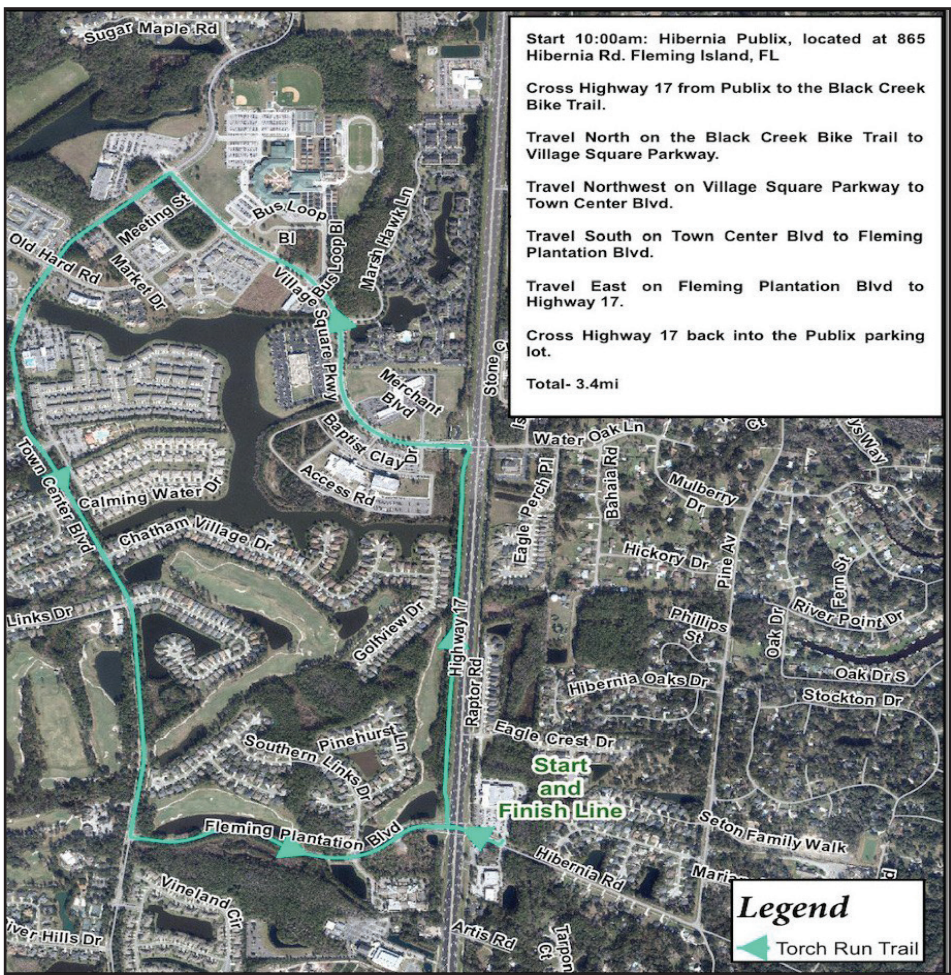 Sugar Maple Rd
Start 10:00am: Hibernia Publix, located at 865
Hibernia Rd. Fleming Island, FL
Cross Highway 17 from Publix to the Black Creek
Bike Trail.
Travel North on the Black Creek Bike Trail to
Village Square Parkway.
Travel Northwest on Village Square Parkway to
Town Center Blvd.
Travel South on Town Center Blvd to Fleming
Plantation Blvd.
Travel East on Fleming Plantation Blvd to
Highway 17.
Cross Highway 17 back into the Publix parking
lot.
Total- 3.4mi
Meeting St
Bus Loop
Bl
Bus Loop Bl
Marsh Hawk Ln
Old Hard Rd
Market Dr
Village Square Pkwy
Stone
Merchant
Blvd
Water Oak Ln
Ct
Baptist Clay
Dr
Access Rd
Eagle Perch Pl
Bahaia Rd
Mulberry
Dr
Town Center Blvd
Calming Water Dr
Chatham Village Dr
Hickory Dr
Pine Av
Fern St
River Point Dr
Links Dr
Golfview Dr
Highway 17
Raptor Rd
Phillips
St
Oak Dr
Oak Dr S
Hibernia Oaks Dr
Stockton Dr
Pinehurst Ln
Southern Links Dr
Eagle Crest Dr
Start
and
Finish Line
Fleming Plantation Blvd
Seton Family Walk
Hibernia Rd
Vineland Cir
Hills Dr
Artis Rd
Tarpon
Ct
Legend
Torch Run Trail